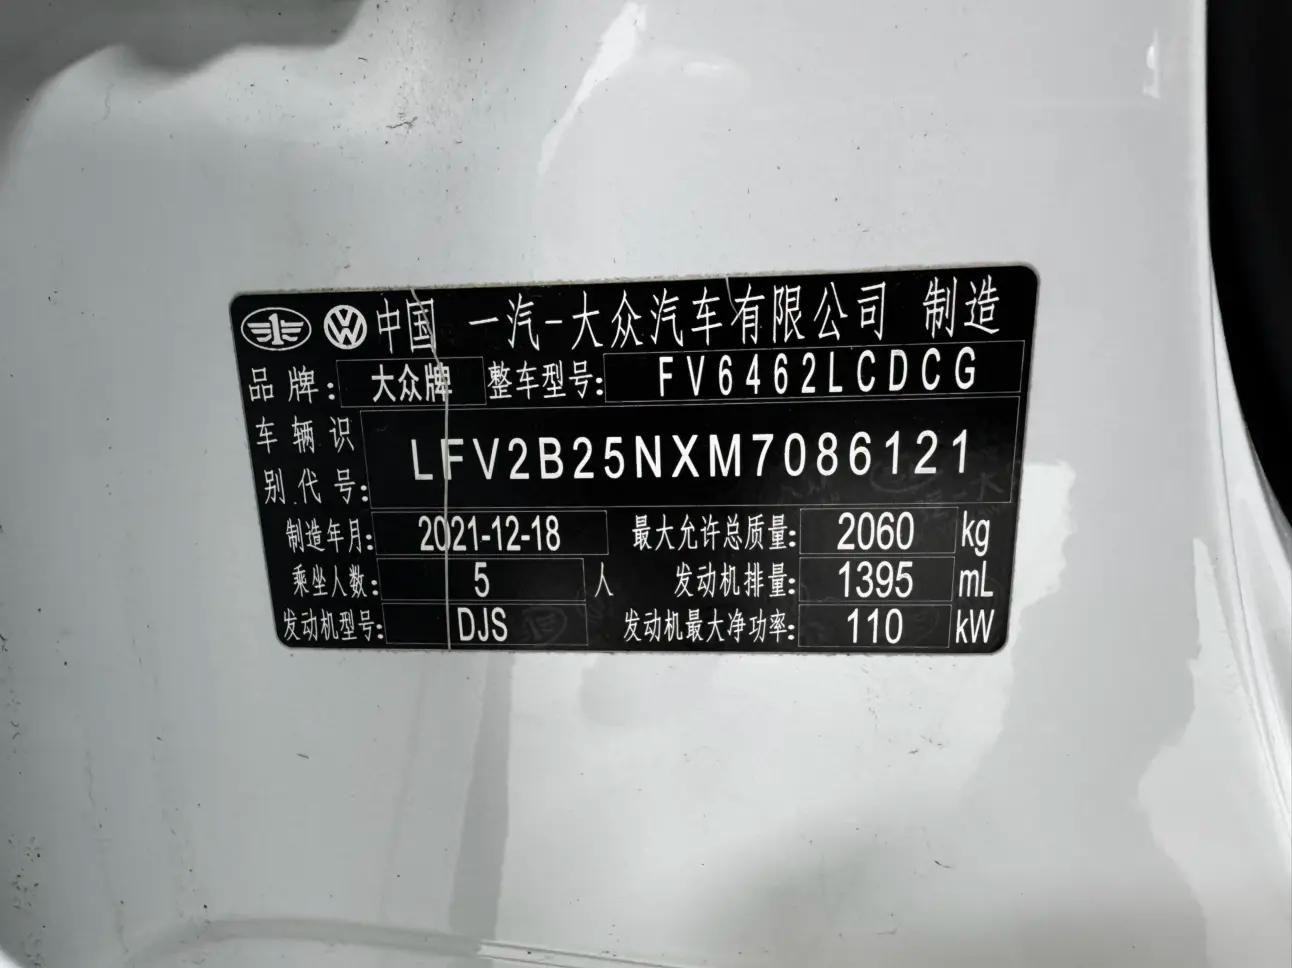 中国 一汽-大众汽车有限公司 制造
品牌: 大众牌 整车型号: FV6462LCDCG
车辆识别代号: LFV2B25NXM7086121
制造年月: 2021-12-18 最大允许总质量: 2060 kg
乘坐人数: 5 人 发动机排量: 1395 mL
发动机型号: DJS 发动机最大净功率: 110 kW